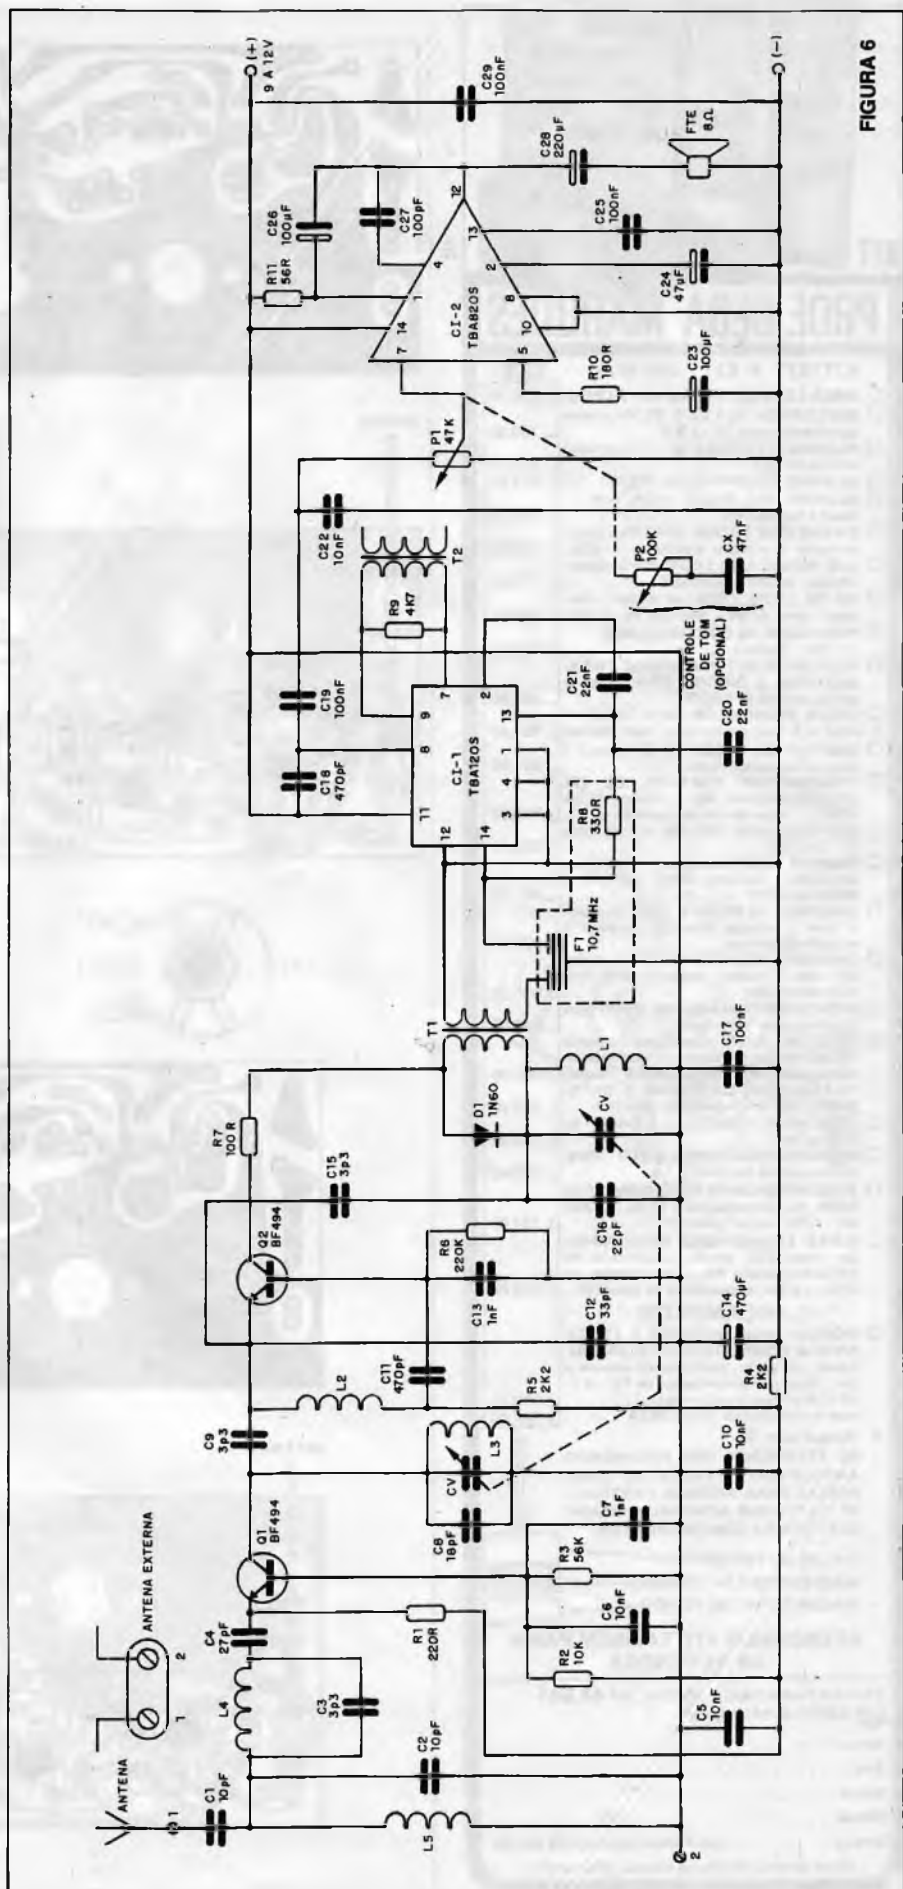 ANTENA
1
ANTENA EXTERNA
1
2
C1
10pF
L5
C2
10pF
L4
C3
3p3
C4
27pF
Q1
BF494
R1
220R
C5
10nF
R2
10K
C6
10nF
R3
56K
C7
1nF
2
C8
18pF
CV
L3
C9
3p3
L2
C10
10nF
R5
2K2
R4
2K2
C11
470pF
C12
33pF
C13
1nF
R6
220K
C14
470µF
Q2
BF494
C15
3p3
C16
22pF
R7
100R
D1
1N60
CV
L1
T1
C17
100nF
F1
10,7MHz
R8
330R
C18
470pF
C19
100nF
CI-1
TBA120S
12
11
8
9
14
7
3
4
1
13
2
C20
22nF
C21
22nF
R9
4K7
T2
C22
10nF
P1
47K
CONTROLE
DE TOM
(OPCIONAL)
P2
100K
CX
47nF
CI-2
TBA820S
7
14
1
4
12
5
10
8
2
13
R10
180R
C23
100µF
C24
47µF
C25
100nF
R11
56R
C26
100µF
C27
100pF
C28
220µF
FTE
8Ω
C29
100nF
(+)
9 A 12V
(-)
FIGURA 6